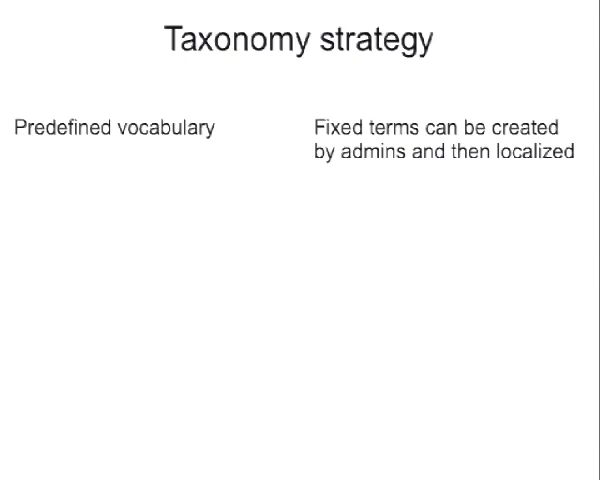 Taxonomy strategy
Predefined vocabulary
Fixed terms can be created
by admins and then localized